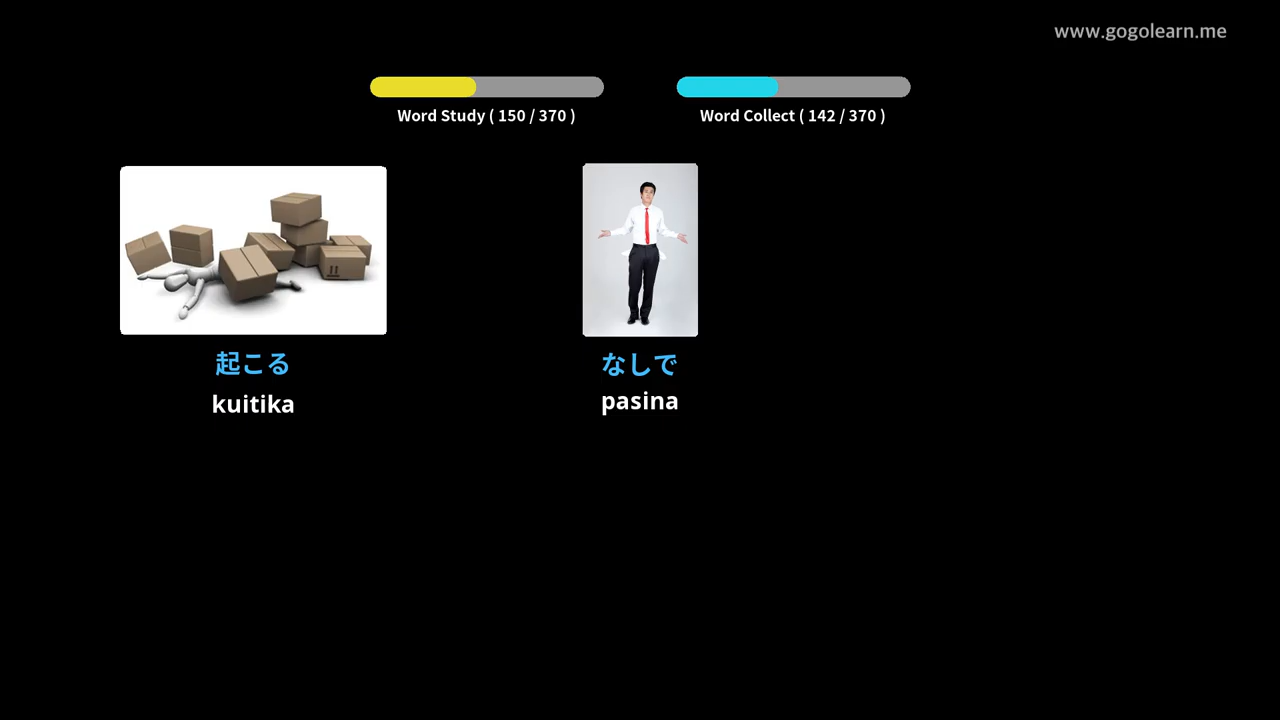 www.gogolearn.me
Word Study ( 150 / 370 )
Word Collect ( 142 / 370 )
起こる
kuitika
なしで
pasina